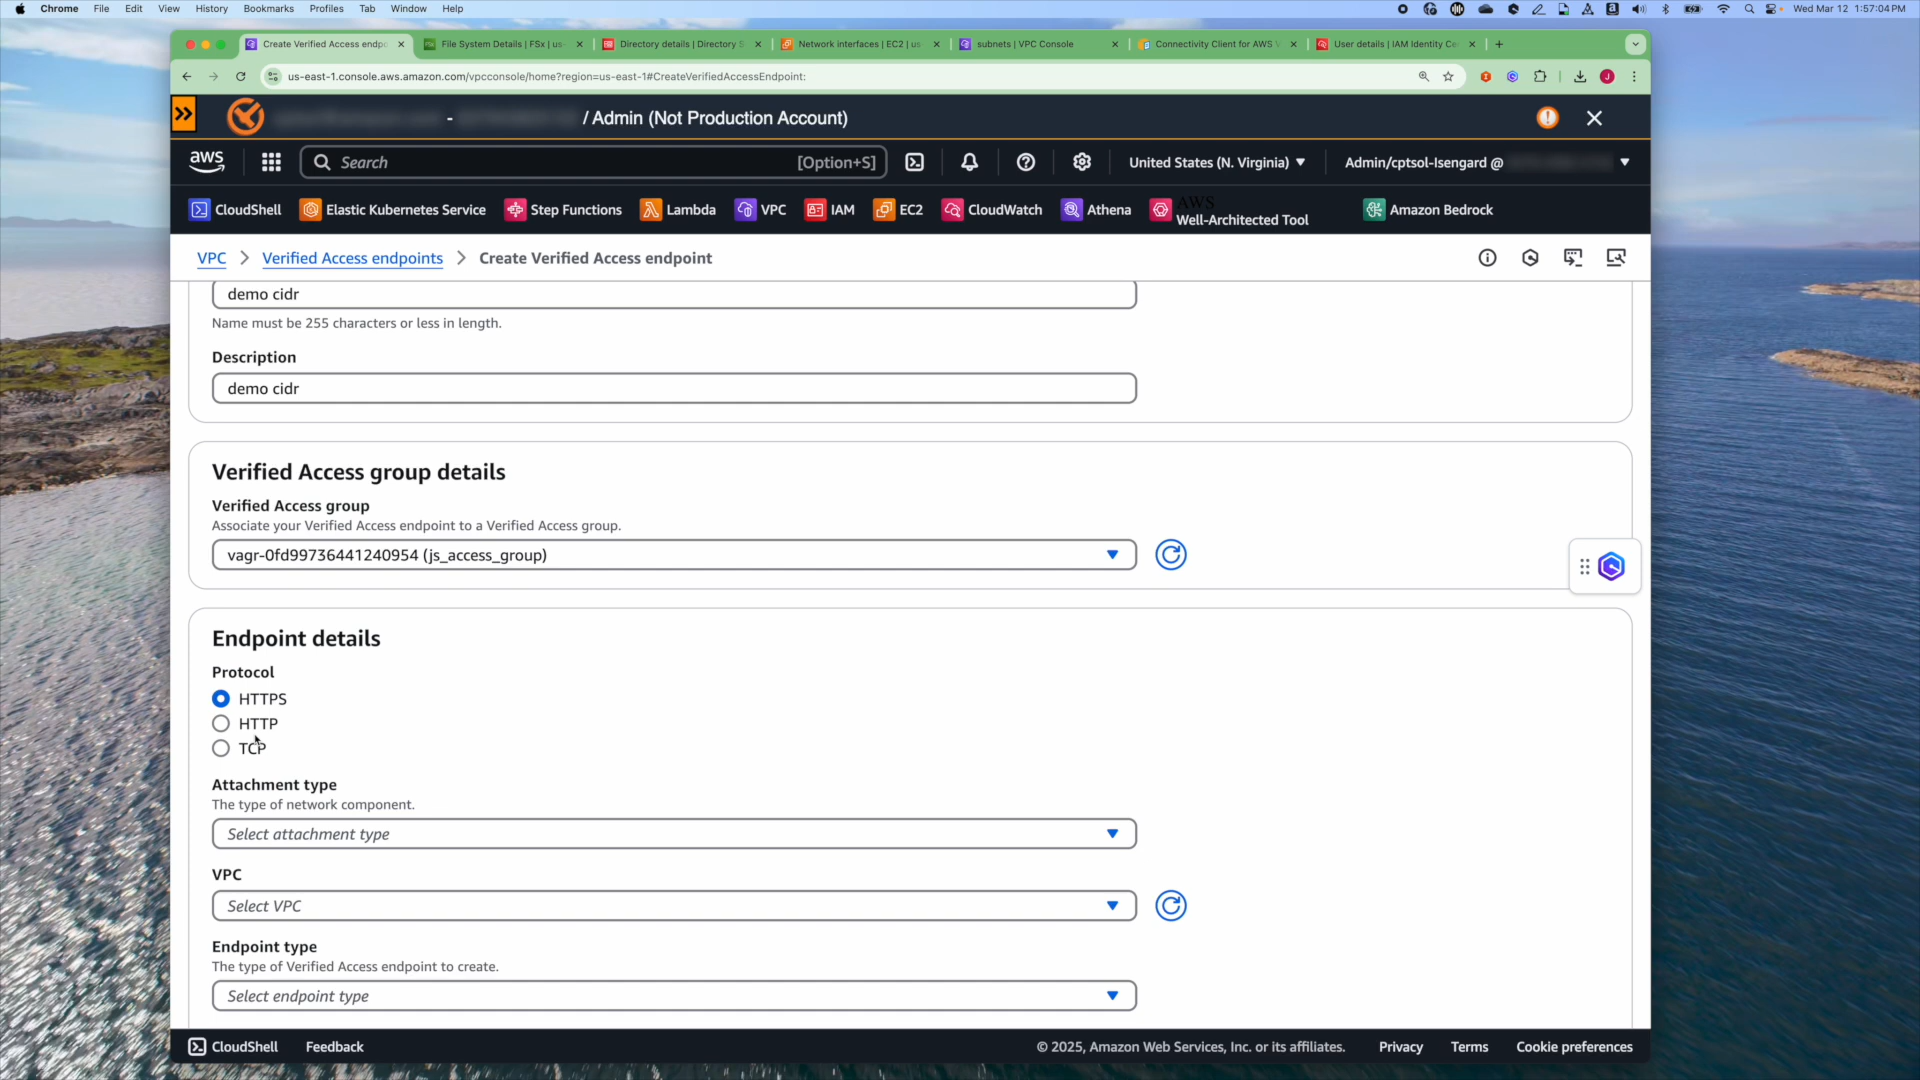 Chrome File Edit View History Bookmarks Profiles Tab Window Help Wed Mar 12 1:57:04 PM
Create Verified Access endpo File System Details | FSx | us- Directory details | Directory S Network interfaces | EC2 | us subnets | VPC Console Connectivity Client for AWS V User details | IAM Identity Ce
us-east-1.console.aws.amazon.com/vpcconsole/home?region=us-east-1#CreateVerifiedAccessEndpoint:
- / Admin (Not Production Account)
aws Search [Option+S] United States (N. Virginia) Admin/cptsol-Isengard @
CloudShell Elastic Kubernetes Service Step Functions Lambda VPC IAM EC2 CloudWatch Athena AWS Well-Architected Tool Amazon Bedrock
VPC > Verified Access endpoints > Create Verified Access endpoint
demo cidr
Name must be 255 characters or less in length.
Description
demo cidr
Verified Access group details
Verified Access group
Associate your Verified Access endpoint to a Verified Access group.
vagr-0fd99736441240954 (js_access_group)
Endpoint details
Protocol
HTTPS
HTTP
TCP
Attachment type
The type of network component.
Select attachment type
VPC
Select VPC
Endpoint type
The type of Verified Access endpoint to create.
Select endpoint type
CloudShell Feedback © 2025, Amazon Web Services, Inc. or its affiliates. Privacy Terms Cookie preferences